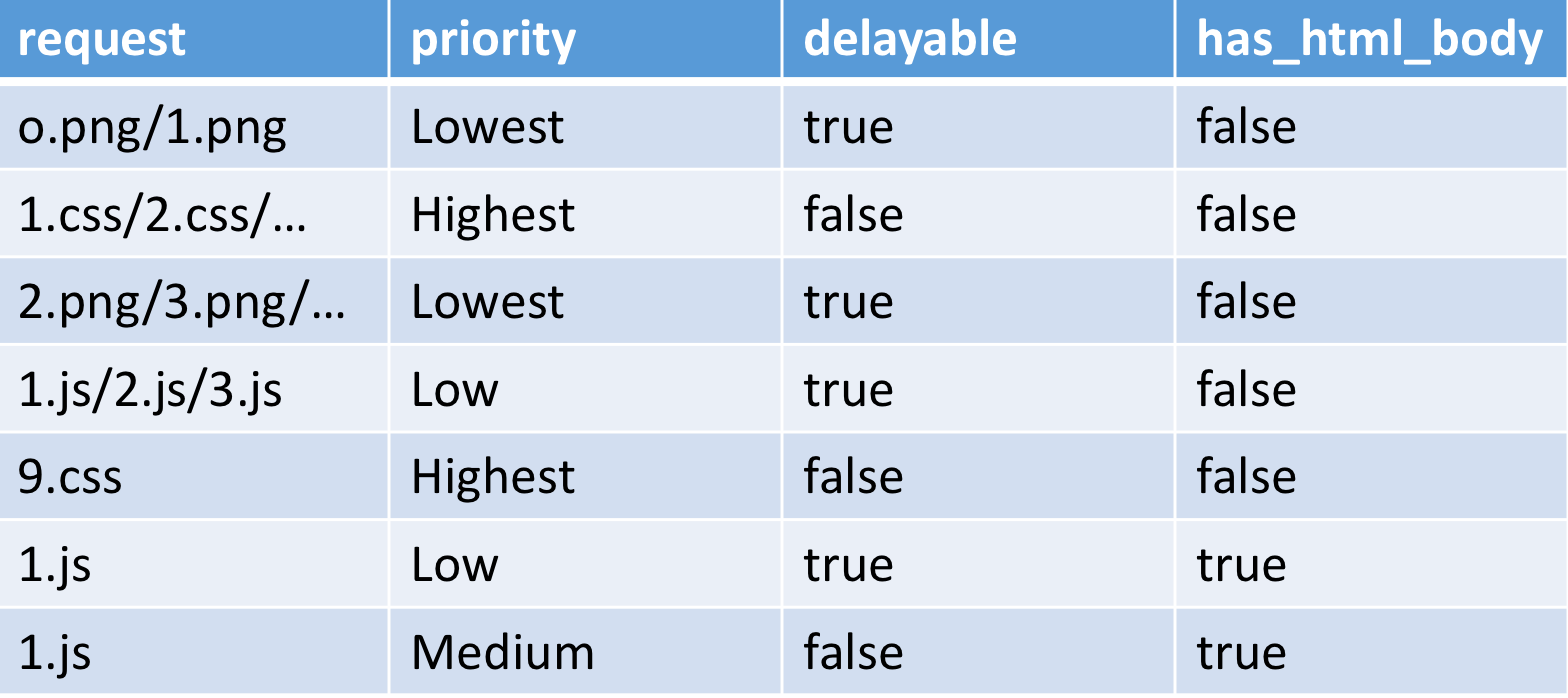 request priority delayable has_html_body
o.png/1.png Lowest true false
1.css/2.css/… Highest false false
2.png/3.png/… Lowest true false
1.js/2.js/3.js Low true false
9.css Highest false false
1.js Low true true
1.js Medium false true